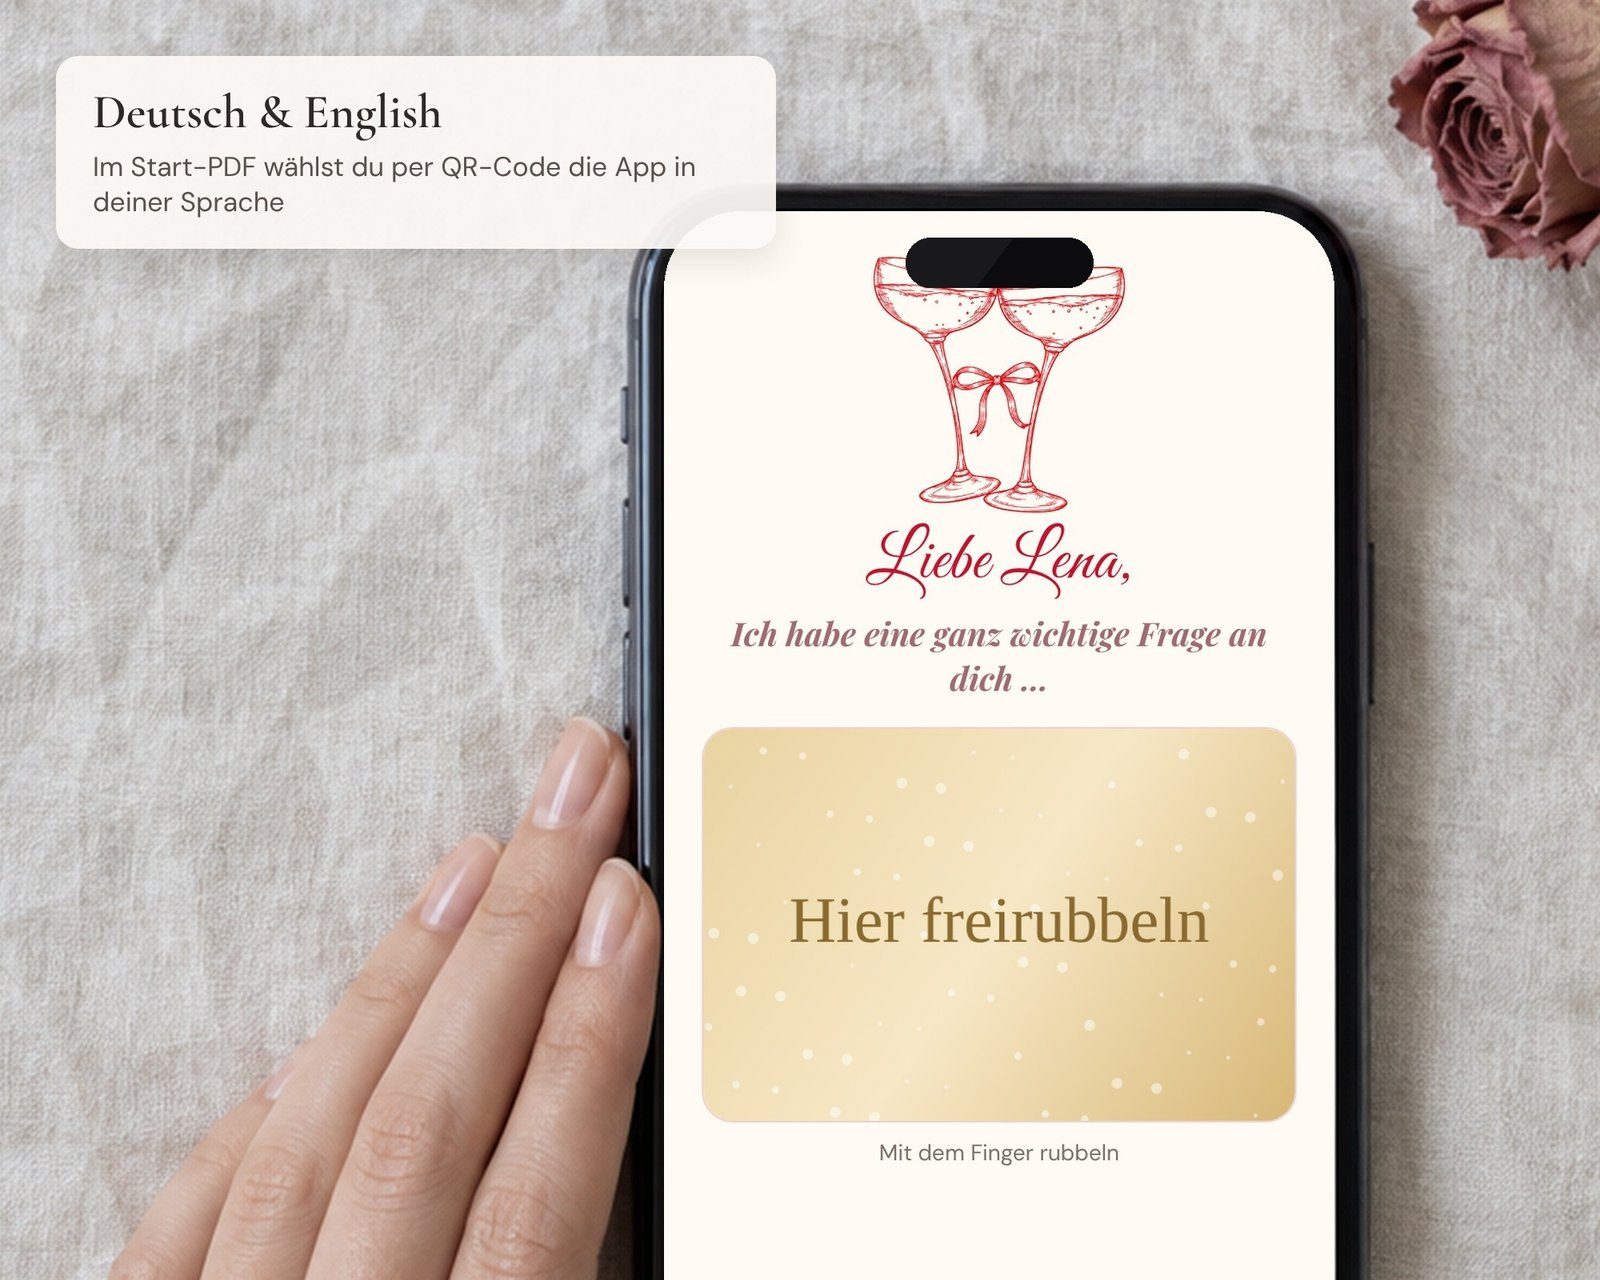 Deutsch & English
Im Start-PDF wählst du per QR-Code die App in
deiner Sprache
Liebe Lena,
Ich habe eine ganz wichtige Frage an
dich ...
Hier freirubbeln
Mit dem Finger rubbeln